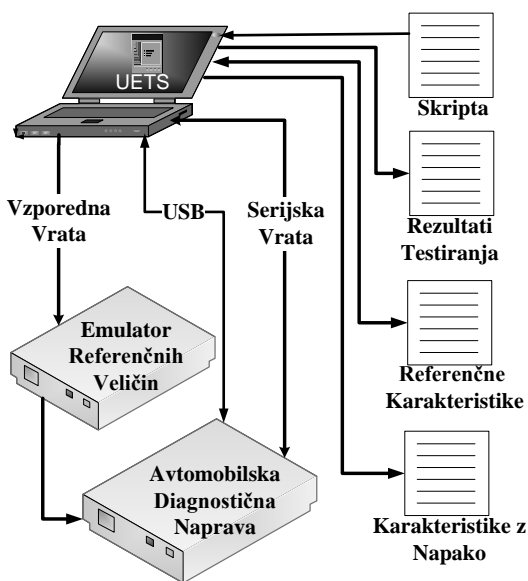 UETS
Skripta
Vzporedna
Vrata
USB
Serijska
Vrata
Rezultati
Testiranja
Emulator
Referenčnih
Veličin
Referenčne
Karakteristike
Avtomobilska
Diagnostična
Naprava
Karakteristike z
Napako